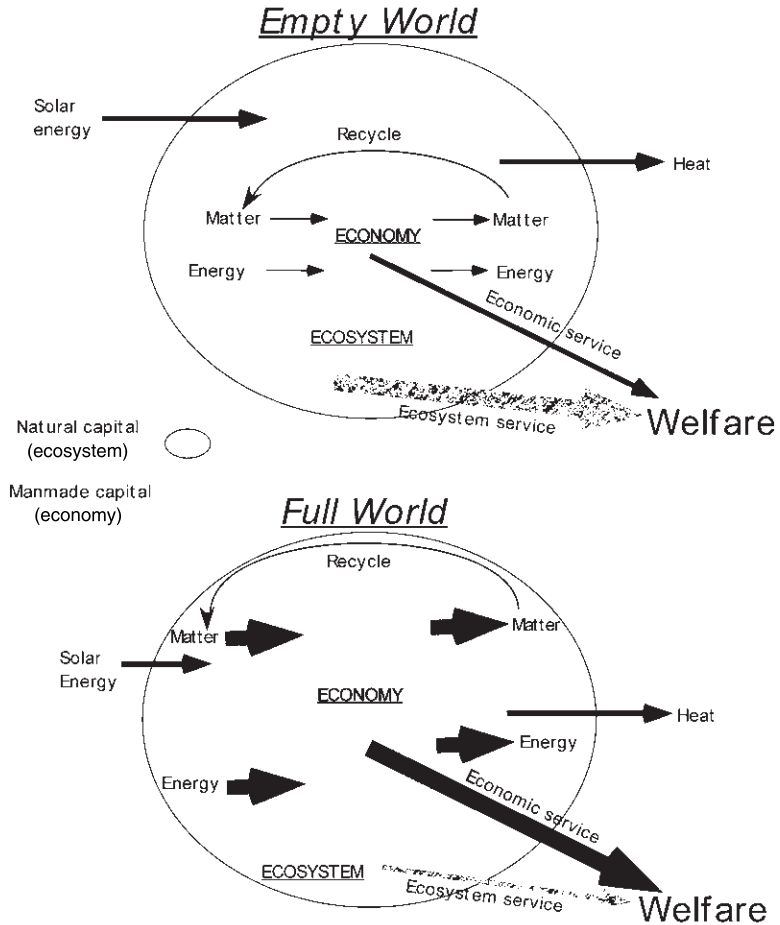 Empty World
Solar
energy
Recycle
Heat
Matter
Matter
ECONOMY
Energy
Energy
Economic service
ECOSYSTEM
Ecosystem service
Welfare
Natural capital
(ecosystem)
Manmade capital
(economy)
Full World
Recycle
Matter
Matter
Solar
Energy
ECONOMY
Heat
Energy
Energy
Economic service
ECOSYSTEM
Ecosystem service
Welfare